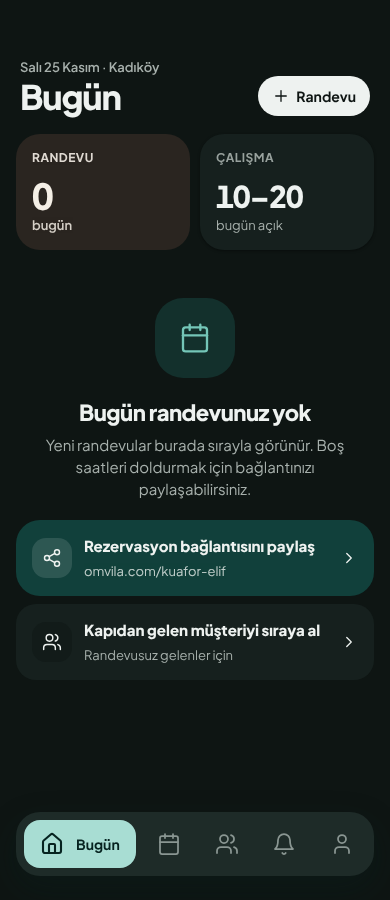 Salı 25 Kasım · Kadıköy
Bugün
Randevu
RANDEVU
0
bugün
ÇALIŞMA
10–20
bugün açık
Bugün randevunuz yok
Yeni randevular burada sırayla görünür. Boş
saatleri doldurmak için bağlantınızı
paylaşabilirsiniz.
Rezervasyon bağlantısını paylaş
omvila.com/kuafor-elif
Kapıdan gelen müşteriyi sıraya al
Randevusuz gelenler için
Bugün